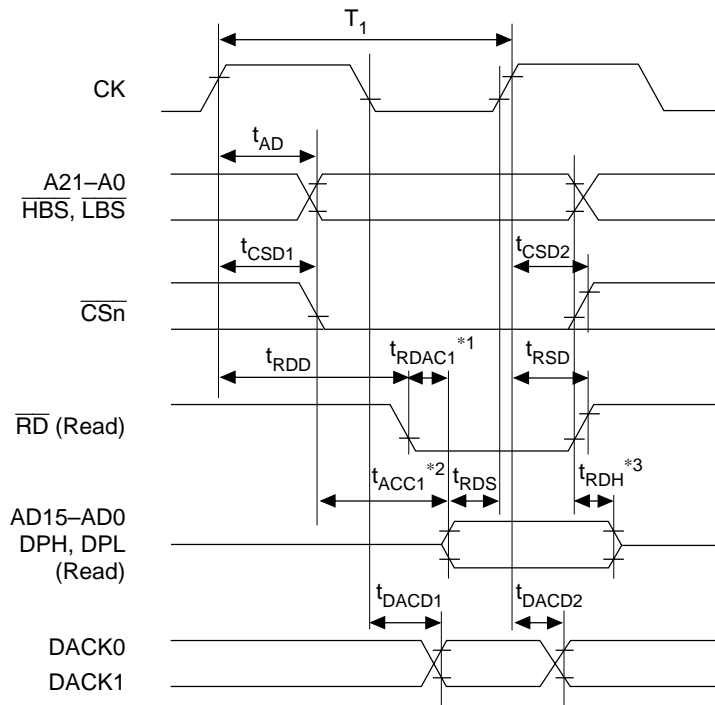 T1
CK
tAD
A21–A0
HBS, LBS
tCSD1
tCSD2
CSn
tRDD
tRDAC1*1
tRSD
RD (Read)
tACC1*2
tRDS
tRDH*3
AD15–AD0
DPH, DPL
(Read)
tDACD1
tDACD2
DACK0
DACK1